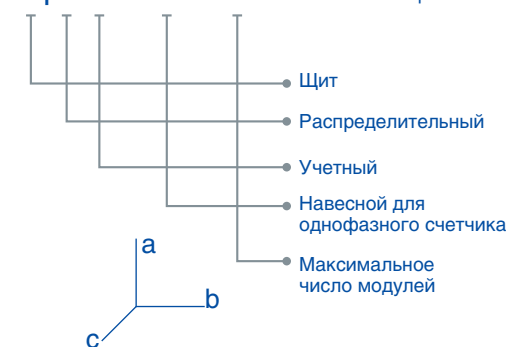 Щит
Распределительный
Учетный
Навесной для
однофазного счетчика
Максимальное
число модулей
a
b
c